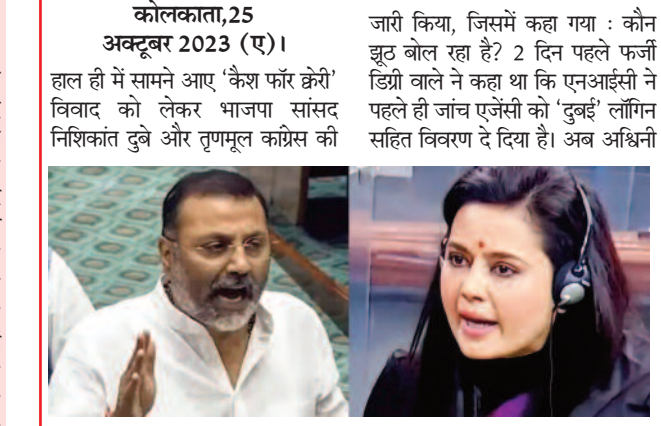 कोलकाता,25
अक्टूबर 2023 (ए)।
हाल ही में सामने आए ‘कैश फॉर क्वेरी’
विवाद को लेकर भाजपा सांसद
निशिकांत दुबे और तृणमूल कांग्रेस की
जारी किया, जिसमें कहा गया : कौन
झूठ बोल रहा है? 2 दिन पहले फर्जी
डिग्री वाले ने कहा था कि एनआईसी ने
पहले ही जांच एजेंसी को ‘दुबई’ लॉगिन
सहित विवरण दे दिया है। अब अश्विनी